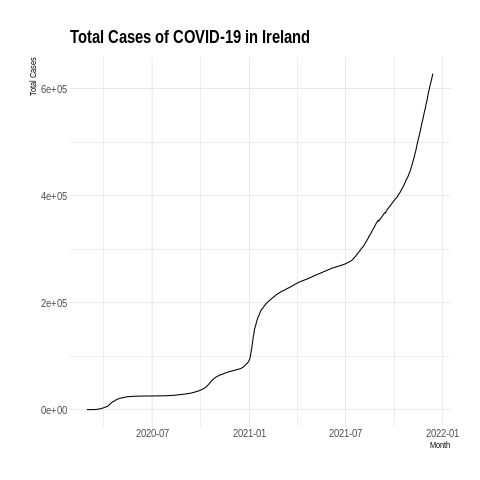 Total Cases of COVID-19 in Ireland
Total Cases
6e+05
4e+05
2e+05
0e+00
2020-07 2021-01 2021-07 2022-01
Month